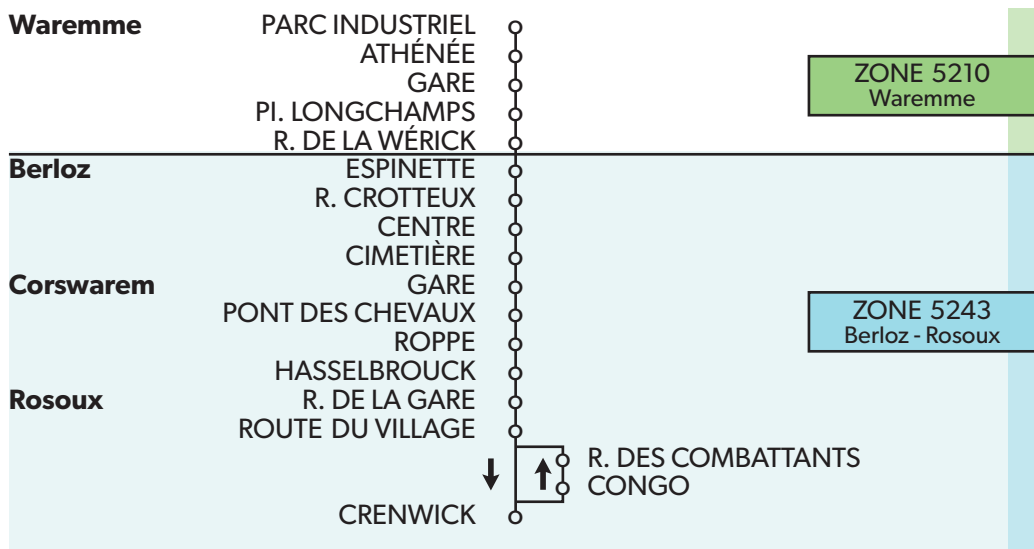 Waremme PARC INDUSTRIEL
ATHÉNÉE
GARE
ZONE 5210
Waremme
PI. LONGCHAMPS
R. DE LA WÉRICK
Berloz ESPINETTE
R. CROTTEUX
CENTRE
CIMETIÈRE
Corswarem GARE
PONT DES CHEVAUX
ZONE 5243
Berloz - Rosoux
ROPPE
HASSELBROUCK
Rosoux R. DE LA GARE
ROUTE DU VILLAGE
R. DES COMBATTANTS
CONGO
CRENWICK